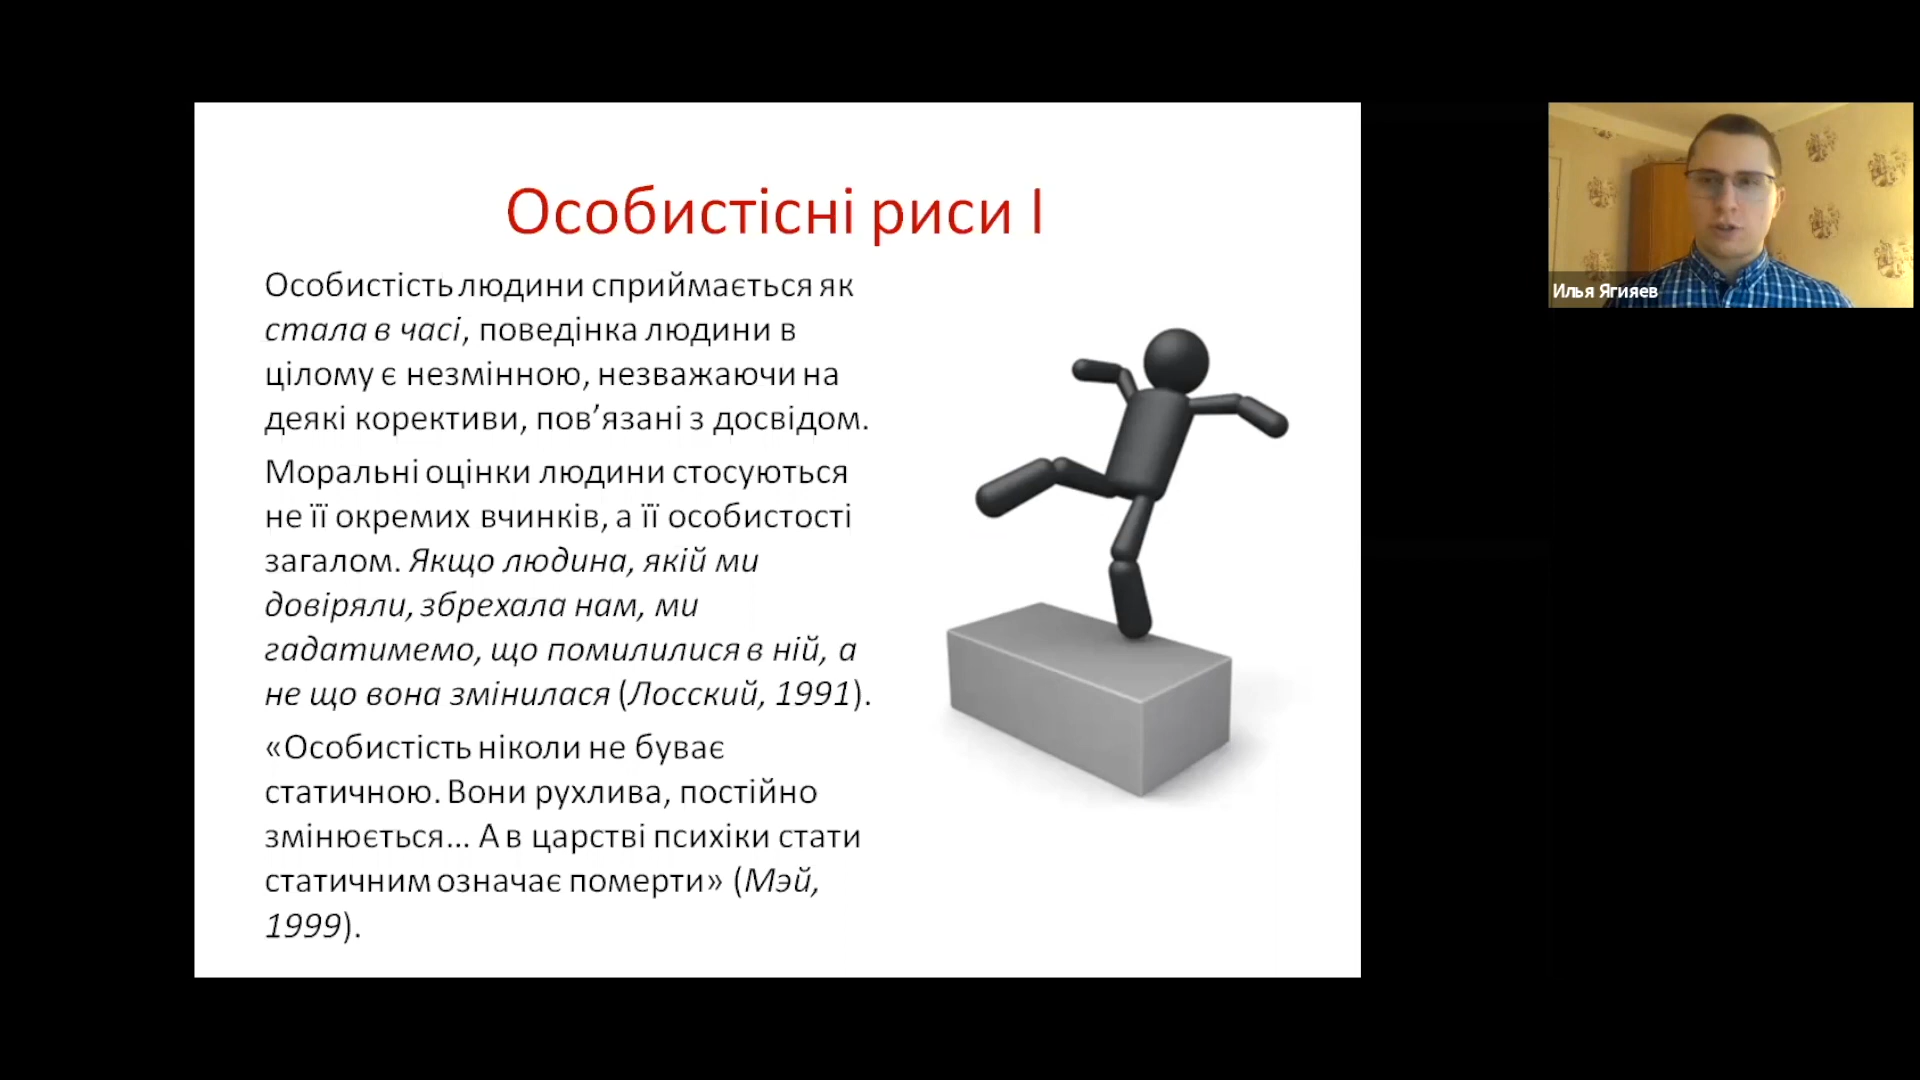 Особистісні риси І
Особистість людини сприймається як
стала в часі, поведінка людини в
цілому є незмінною, незважаючи на
деякі корективи, пов’язані з досвідом.
Моральні оцінки людини стосуються
не її окремих вчинків, а її особистості
загалом. Якщо людина, якій ми
довіряли, збрехала нам, ми
гадатимемо, що помилилися в ній, а
не що вона змінилася (Лосский, 1991).
«Особистість ніколи не буває
статичною. Вони рухлива, постійно
змінюється… А в царстві психіки стати
статичним означає померти» (Мэй,
1999).
Илья Ягияев